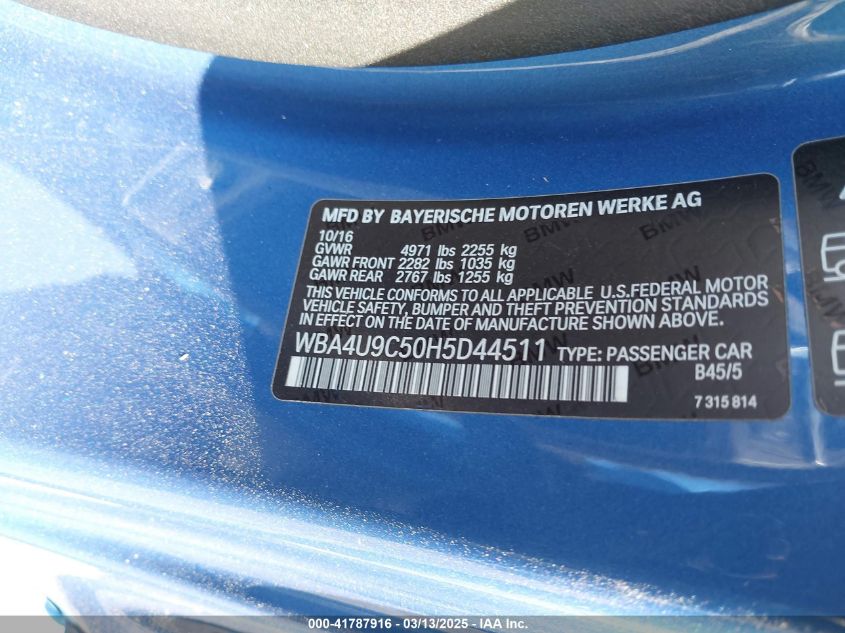 MFD BY BAYERISCHE MOTOREN WERKE AG
10/16
GVWR 4971 lbs 2255 kg
GAWR FRONT 2282 lbs 1035 kg
GAWR REAR 2767 lbs 1255 kg
THIS VEHICLE CONFORMS TO ALL APPLICABLE U.S.FEDERAL MOTOR
VEHICLE SAFETY, BUMPER AND THEFT PREVENTION STANDARDS
IN EFFECT ON THE DATE OF MANUFACTURE SHOWN ABOVE.
WBA4U9C50H5D44511 TYPE: PASSENGER CAR
B45/5
7 315 814
000-41787916 - 03/13/2025 - IAA Inc.